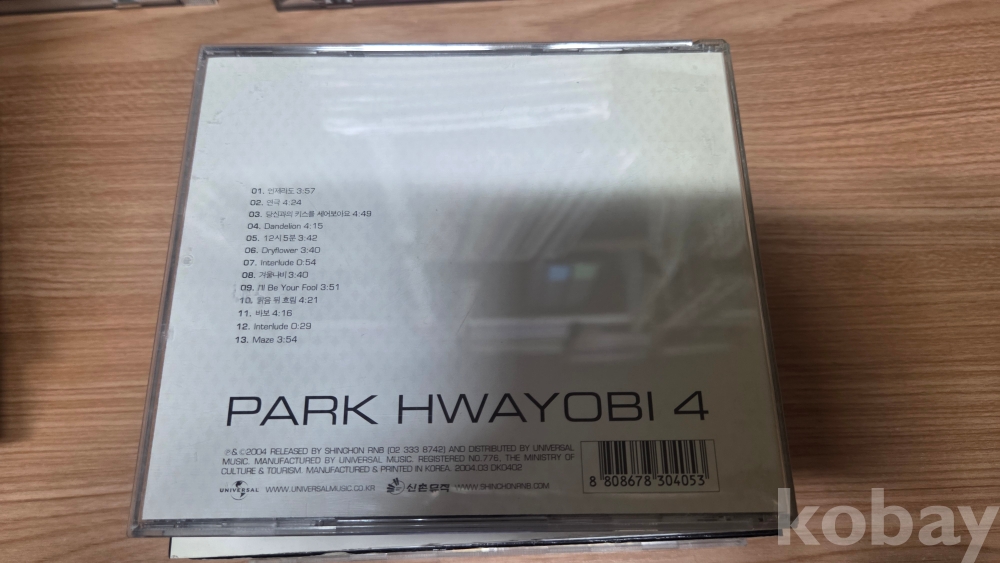 01. 언제라도 3:57
02. 연극 4:24
03. 당신과의 키스를 세어보아요 4:49
04. Dandelion 4:15
05. 12시 5분 3:42
06. Dryflower 3:40
07. Interlude 0:54
08. 겨울나비 3:40
09. I'll Be Your Fool 3:51
10. 맑음 뒤 흐림 4:21
11. 바보 4:16
12. Interlude 0:29
13. Maze 3:54
PARK HWAYOBI 4
℗& ©2004 RELEASED BY SHINCHON RNB (02 333 8742) AND DISTRIBUTED BY UNIVERSAL
MUSIC. MANUFACTURED BY UNIVERSAL MUSIC. REGISTERED NO.776, THE MINISTRY OF
CULTURE & TOURISM. MANUFACTURED & PRINTED IN KOREA. 2004.03 DK0402
8 808678 304053
UNIVERSAL WWW.UNIVERSALMUSIC.CO.KR 신촌뮤직 WWW.SHINCHONRNB.COM
kobay